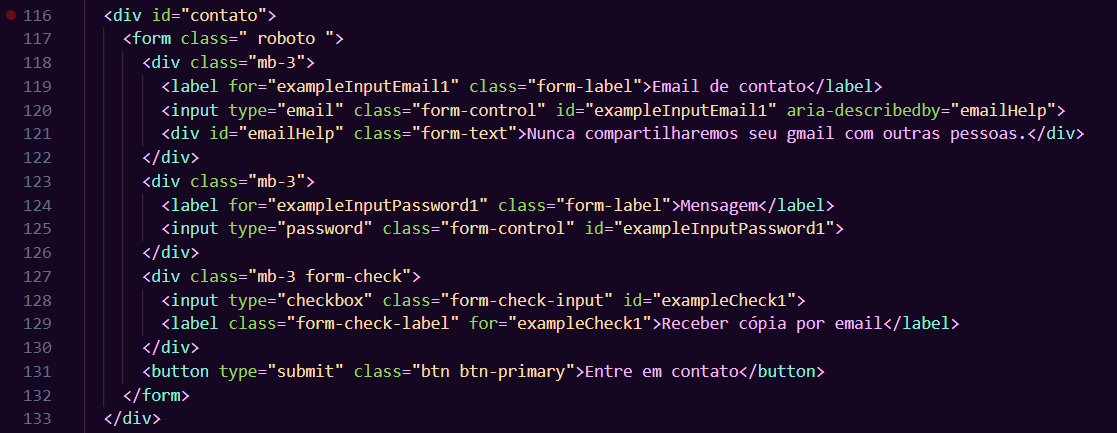 116 <div id="contato">
117 <form class=" roboto ">
118 <div class="mb-3">
119 <label for="exampleInputEmail1" class="form-label">Email de contato</label>
120 <input type="email" class="form-control" id="exampleInputEmail1" aria-describedby="emailHelp">
121 <div id="emailHelp" class="form-text">Nunca compartilharemos seu gmail com outras pessoas.</div>
122 </div>
123 <div class="mb-3">
124 <label for="exampleInputPassword1" class="form-label">Mensagem</label>
125 <input type="password" class="form-control" id="exampleInputPassword1">
126 </div>
127 <div class="mb-3 form-check">
128 <input type="checkbox" class="form-check-input" id="exampleCheck1">
129 <label class="form-check-label" for="exampleCheck1">Receber cópia por email</label>
130 </div>
131 <button type="submit" class="btn btn-primary">Entre em contato</button>
132 </form>
133 </div>